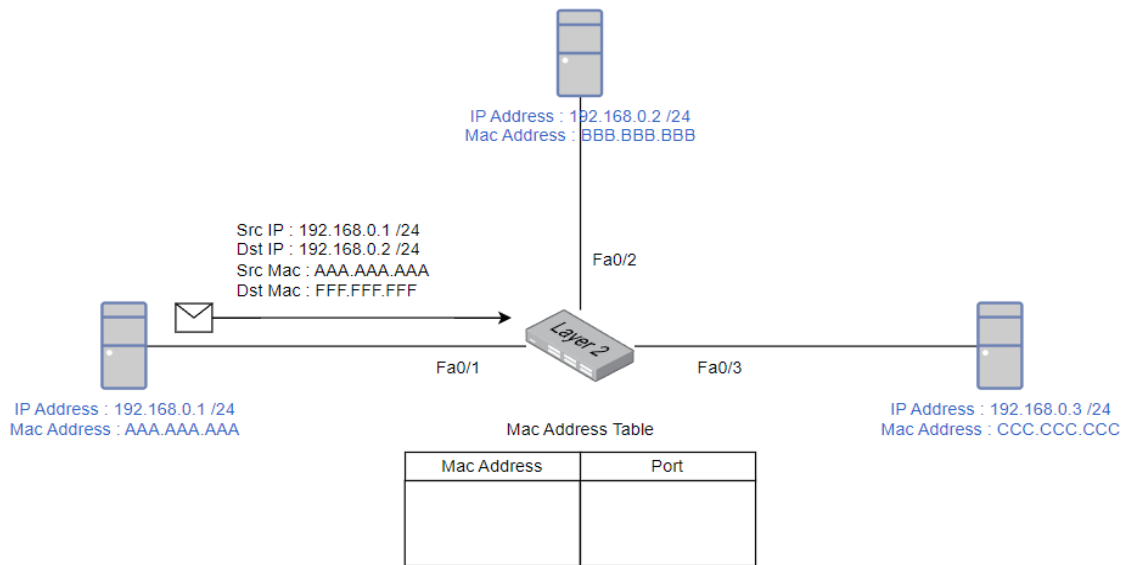 IP Address : 192.168.0.2 /24
Mac Address : BBB.BBB.BBB
Src IP : 192.168.0.1 /24
Dst IP : 192.168.0.2 /24
Src Mac : AAA.AAA.AAA
Dst Mac : FFF.FFF.FFF
Fa0/2
Layer 2
Fa0/1
Fa0/3
IP Address : 192.168.0.1 /24
Mac Address : AAA.AAA.AAA
IP Address : 192.168.0.3 /24
Mac Address : CCC.CCC.CCC
Mac Address Table
Mac Address
Port